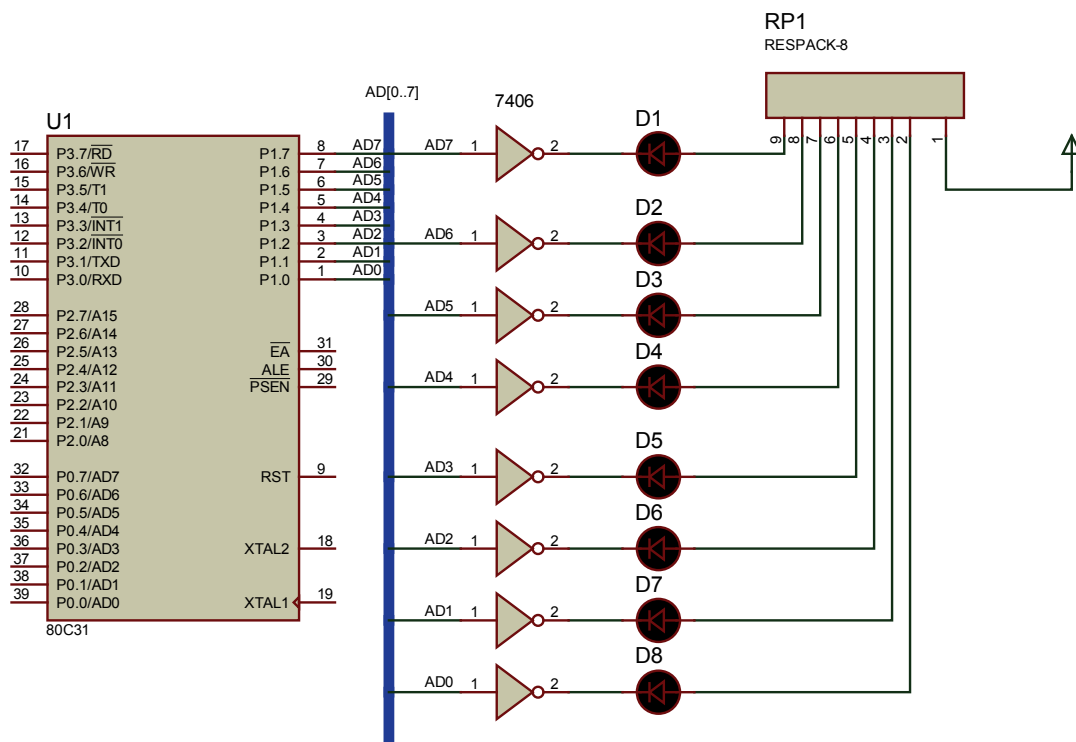 RP1
RESPACK-8
9 8 7 6 5 4 3 2 1
AD[0..7]
7406
U1
17 P3.7/RD P1.7 8 AD7 AD7 1 2 D1
16 P3.6/WR P1.6 7 AD6
15 P3.5/T1 P1.5 6 AD5
14 P3.4/T0 P1.4 5 AD4
13 P3.3/INT1 P1.3 4 AD3
12 P3.2/INT0 P1.2 3 AD2 AD6 1 2 D2
11 P3.1/TXD P1.1 2 AD1
10 P3.0/RXD P1.0 1 AD0
28 P2.7/A15 AD5 1 2 D3
27 P2.6/A14
26 P2.5/A13 EA 31
25 P2.4/A12 ALE 30
24 P2.3/A11 PSEN 29 AD4 1 2 D4
23 P2.2/A10
22 P2.1/A9
21 P2.0/A8
32 P0.7/AD7 RST 9 AD3 1 2 D5
33 P0.6/AD6
34 P0.5/AD5
35 P0.4/AD4
36 P0.3/AD3 XTAL2 18 AD2 1 2 D6
37 P0.2/AD2
38 P0.1/AD1
39 P0.0/AD0 XTAL1 19 AD1 1 2 D7
80C31
AD0 1 2 D8